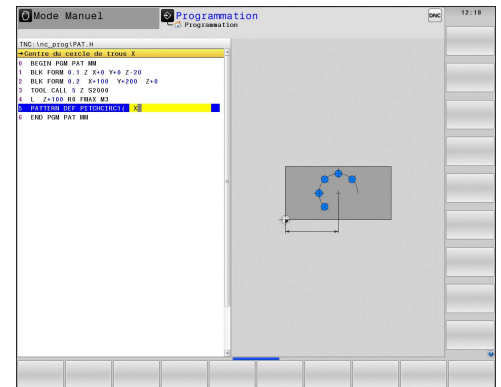 Mode Manuel
Programmation
Programmation
DNC
12:18
TNC:\nc_prog\PAT.H
→Centre du cercle de trous X
0 BEGIN PGM PAT MM
1 BLK FORM 0.1 Z X+0 Y+0 Z-20
2 BLK FORM 0.2 X+100 Y+200 Z+0
3 TOOL CALL 5 Z S2000
4 L Z+100 R0 FMAX M3
5 PATTERN DEF PITCHCIRC1( X
6 END PGM PAT MM